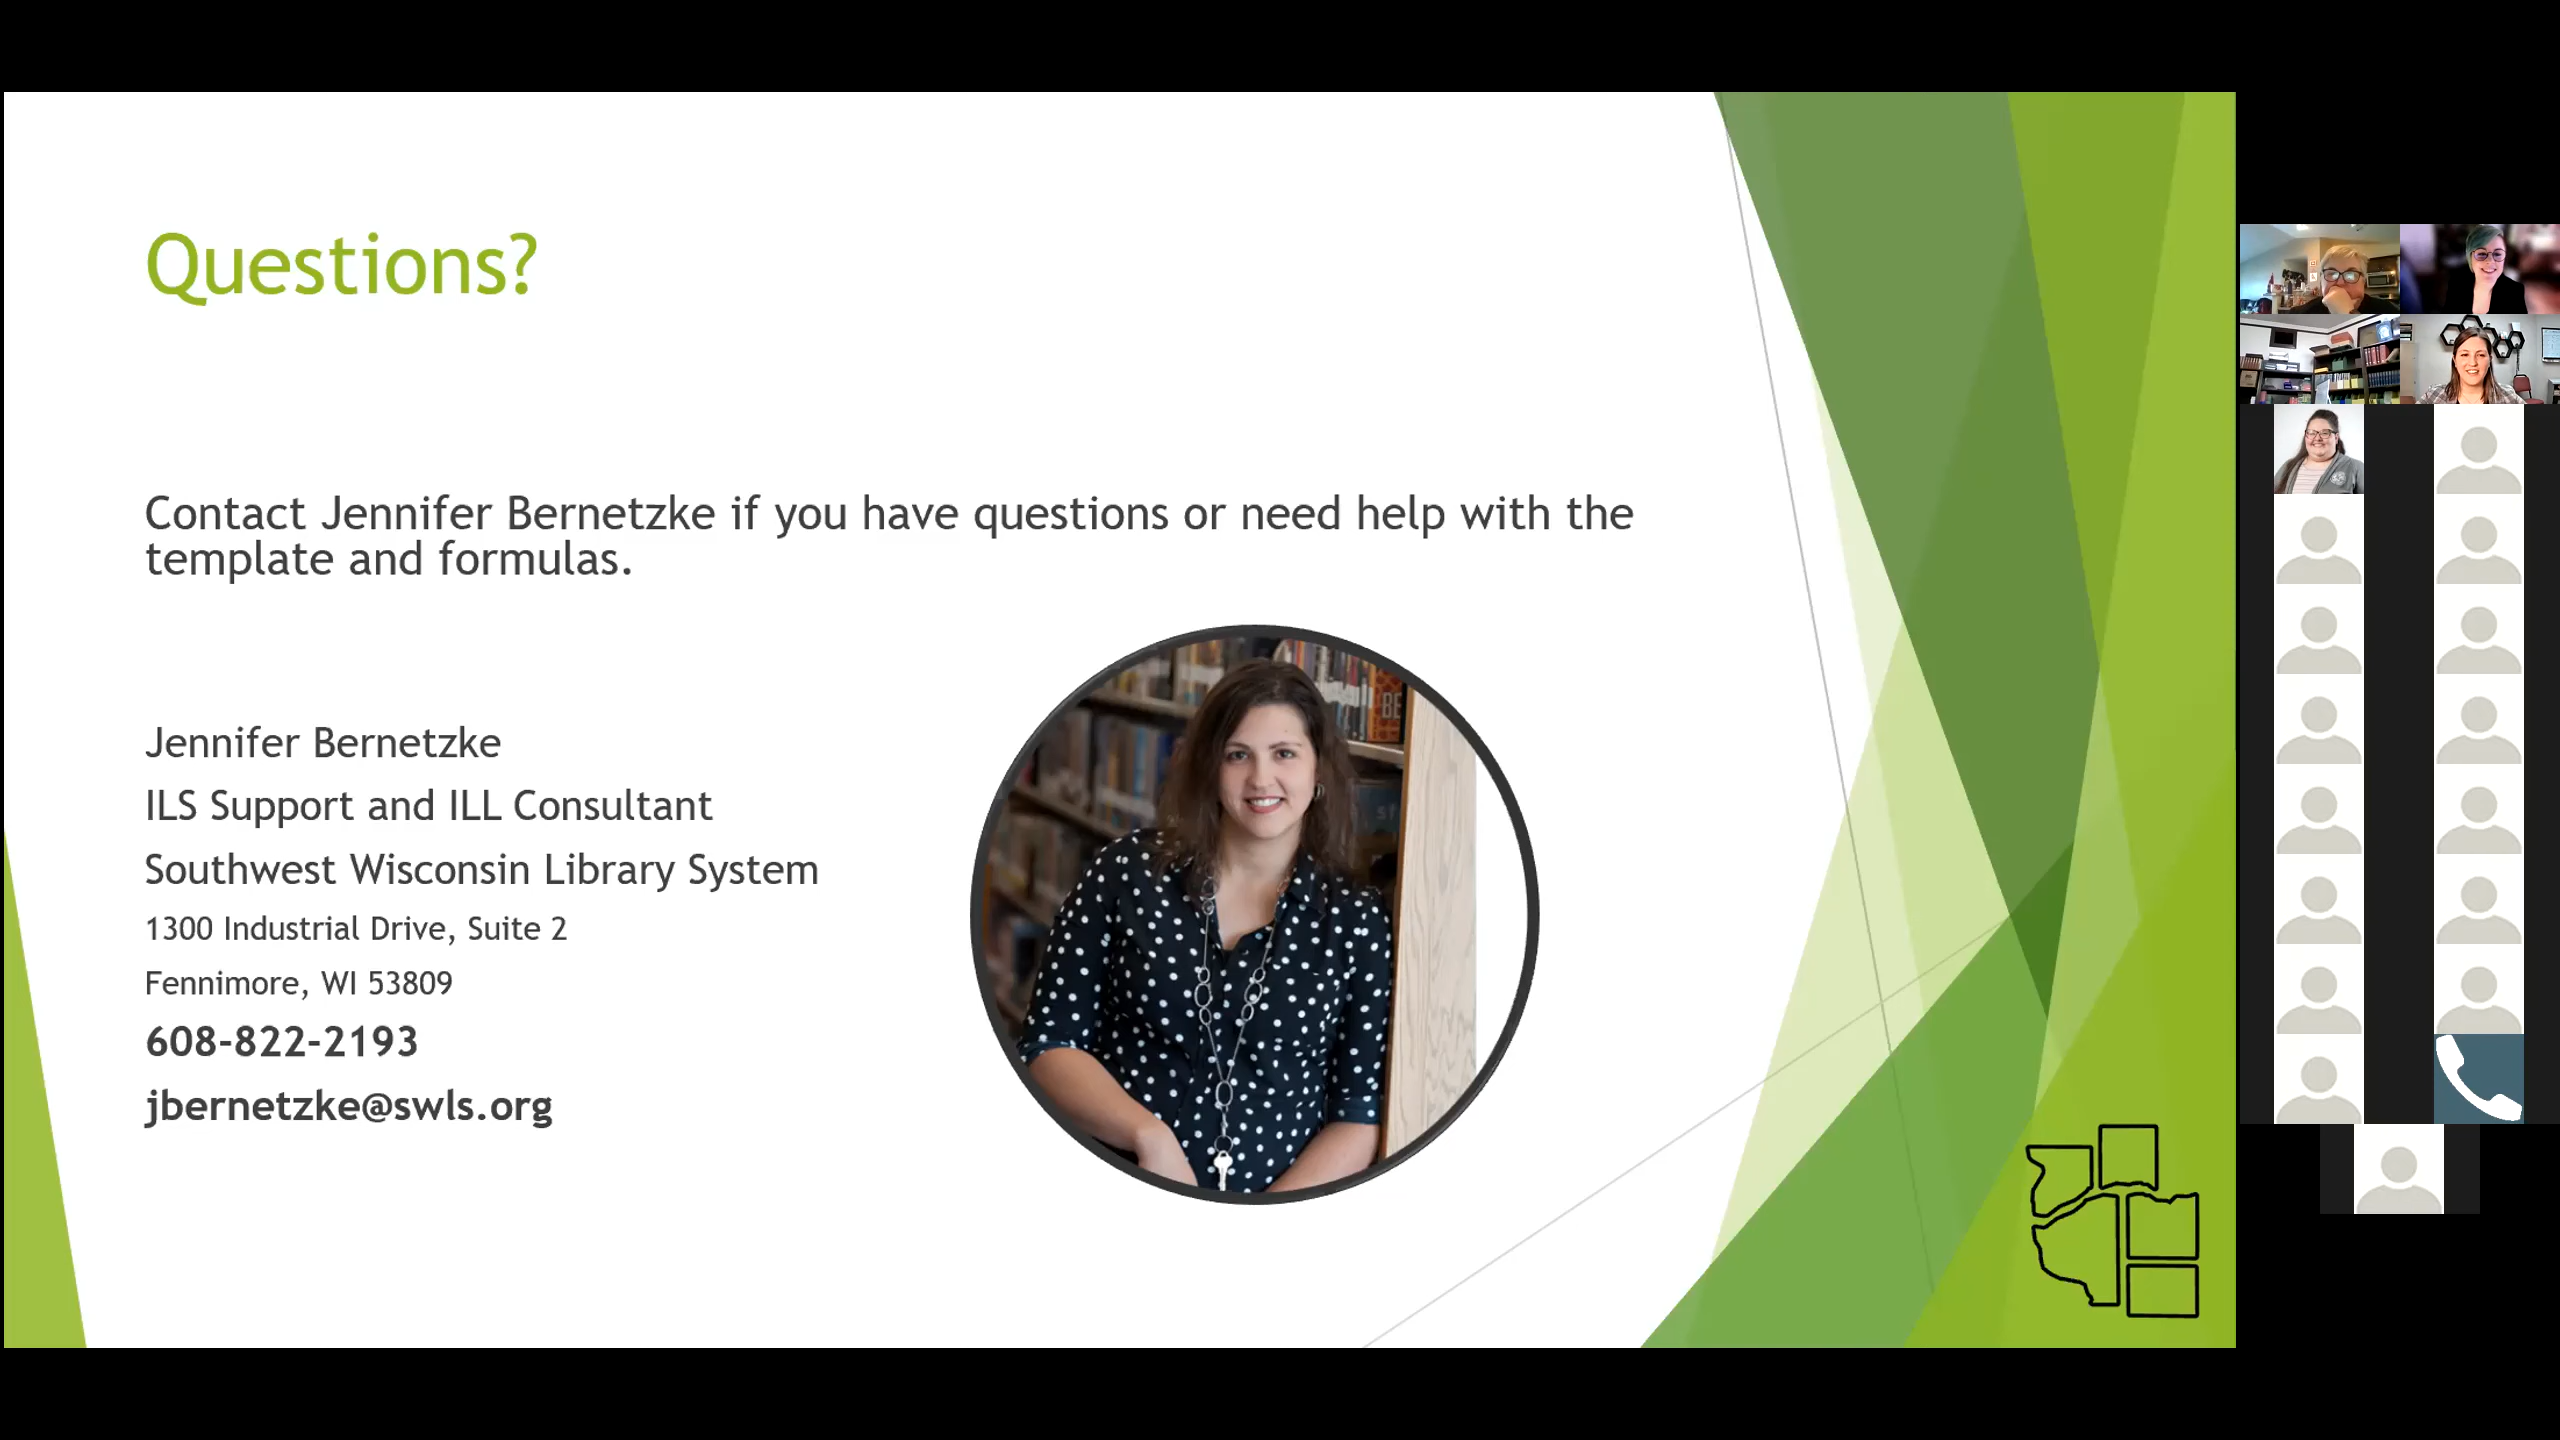 Questions?
Contact Jennifer Bernetzke if you have questions or need help with the
template and formulas.
Jennifer Bernetzke
ILS Support and ILL Consultant
Southwest Wisconsin Library System
1300 Industrial Drive, Suite 2
Fennimore, WI 53809
608-822-2193
jbernetzke@swls.org
BE